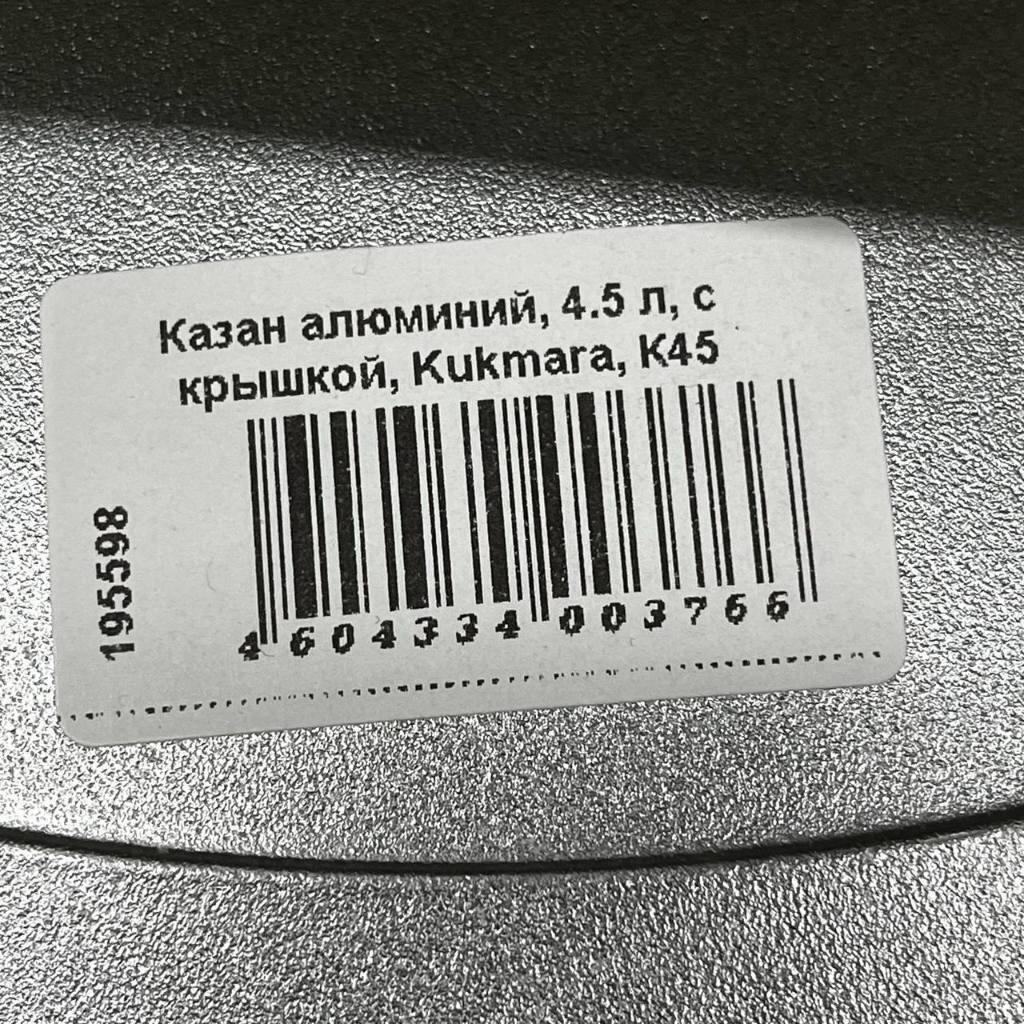 Казан алюминий, 4.5 л, с
крышкой, Kukmara, К45
195598
4 604334 003766